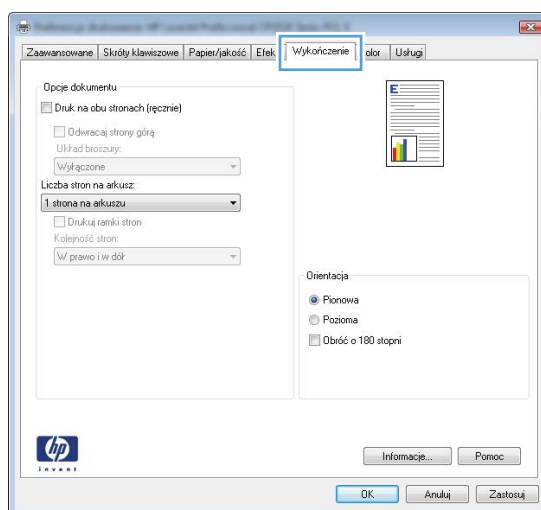 Zaawansowane Skróty klawiszowe Papier/jakość Efek Wykończenie olor Usługi
Opcje dokumentu
Druk na obu stronach (ręcznie)
Odwracaj strony górą
Układ broszury:
Wyłączone
Liczba stron na arkusz:
1 strona na arkuszu
Drukuj ramki stron
Kolejność stron:
W prawo i w dół
E
Orientacja
Pionowa
Pozioma
Obróć o 180 stopni
hp
invent
Informacje... Pomoc
OK Anuluj Zastosuj